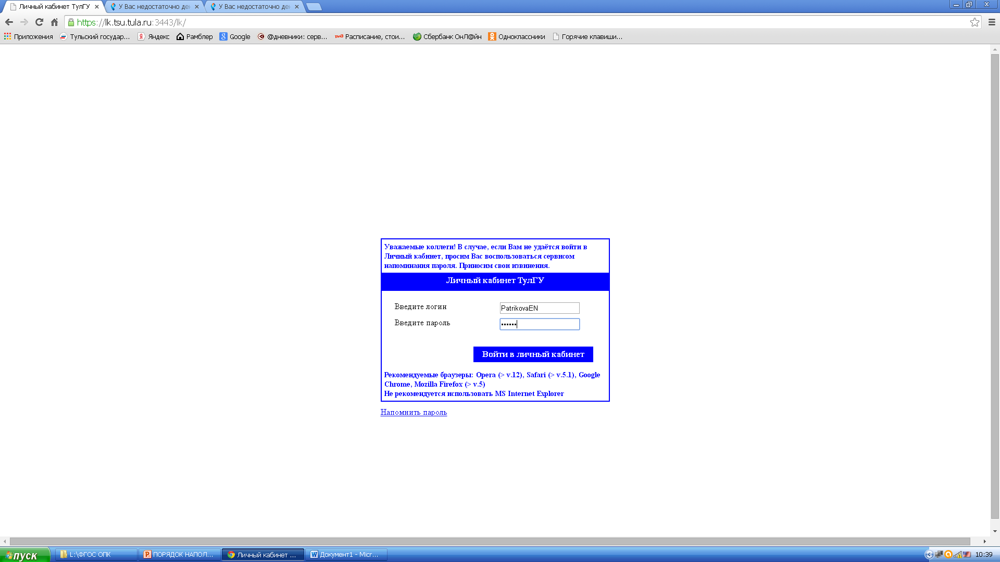 Личный кабинет ТулГУ
У Вас недостаточно ден
У Вас недостаточно ден
https://lk.tsu.tula.ru:3443/lk/
Приложения
Тульский государ...
Яндекс
Рамблер
Google
@дневники: серв...
Расписание, стои...
Сбербанк ОнЛ@йн
Одноклассники
Горячие клавиши...
Уважаемые коллеги! В случае, если Вам не удаётся войти в
Личный кабинет, просим Вас воспользоваться сервисом
напоминания пароля. Приносим свои извинения.
Личный кабинет ТулГУ
Введите логин
PatrikovaEN
Введите пароль
••••••
Войти в личный кабинет
Рекомендуемые браузеры: Opera (> v.12), Safari (> v.5.1), Google
Chrome, Mozilla Firefox (> v.5)
Не рекомендуется использовать MS Internet Explorer
Напомнить пароль
пуск
L:\ФГОС ОПК
ПОРЯДОК НАПОЛ...
Личный кабинет ...
Документ1 - Micr...
10:39